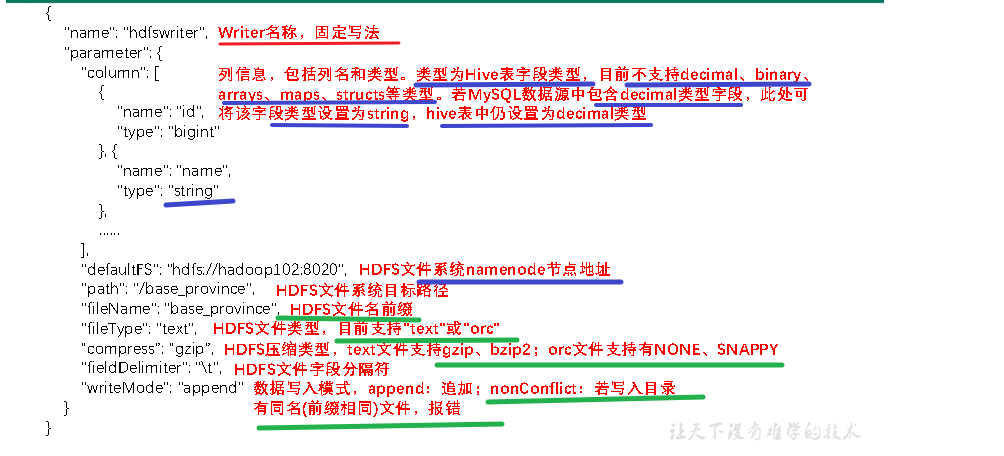 {
"name": "hdfswriter", Writer名称，固定写法
"parameter": {
"column": [ 列信息，包括列名和类型。类型为Hive表字段类型，目前不支持decimal、binary、
{ arrays、maps、structs等类型。若MySQL数据源中包含decimal类型字段，此处可
"name": "id", 将该字段类型设置为string，hive表中仍设置为decimal类型
"type": "bigint"
}, {
"name": "name",
"type": "string"
},
......
],
"defaultFS": "hdfs://hadoop102:8020", HDFS文件系统namenode节点地址
"path": "/base_province", HDFS文件系统目标路径
"fileName": "base_province", HDFS文件名前缀
"fileType": "text", HDFS文件类型，目前支持"text"或"orc"
"compress": "gzip", HDFS压缩类型，text文件支持gzip、bzip2；orc文件支持有NONE、SNAPPY
"fieldDelimiter": "\t", HDFS文件字段分隔符
"writeMode": "append" 数据写入模式，append：追加；nonConflict：若写入目录
} 有同名(前缀相同)文件，报错
}
让天下没有难学的技术